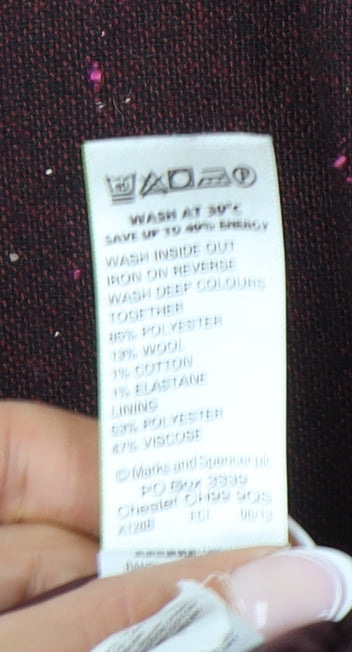 WASH AT 30°C
SAVE UP TO 40% ENERGY
WASH INSIDE OUT
IRON ON REVERSE
WASH DEEP COLOURS
TOGETHER
85% POLYESTER
13% WOOL
1% COTTON
1% ELASTANE
LINING
53% POLYESTER
47% VISCOSE
© Marks and Spencer plc
PO Box 3339
Chester CH99 9QS